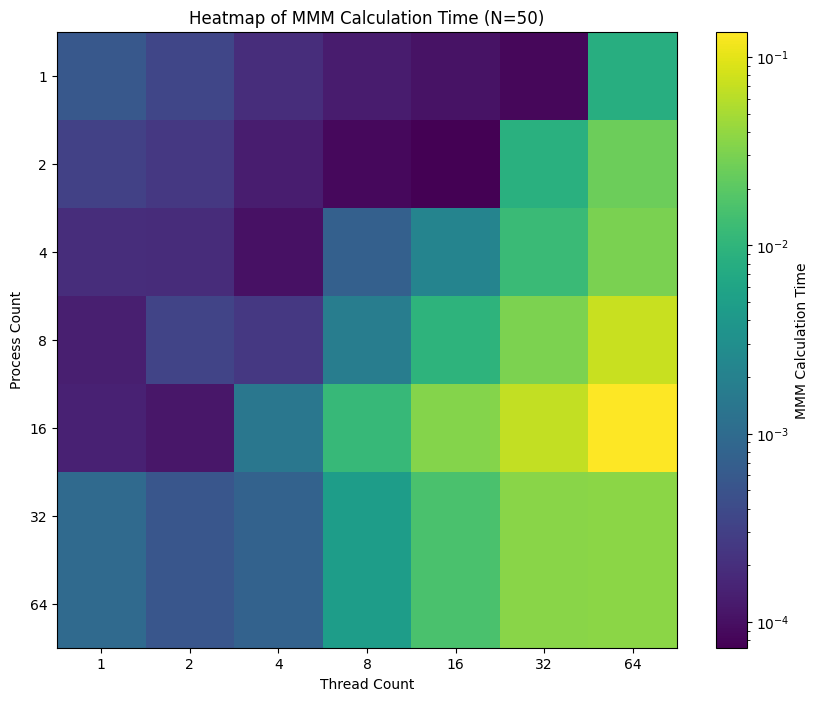 Heatmap of MMM Calculation Time (N=50)
Process Count
1
2
4
8
16
32
64
1 2 4 8 16 32 64
Thread Count
10⁻¹
10⁻²
10⁻³
10⁻⁴
MMM Calculation Time